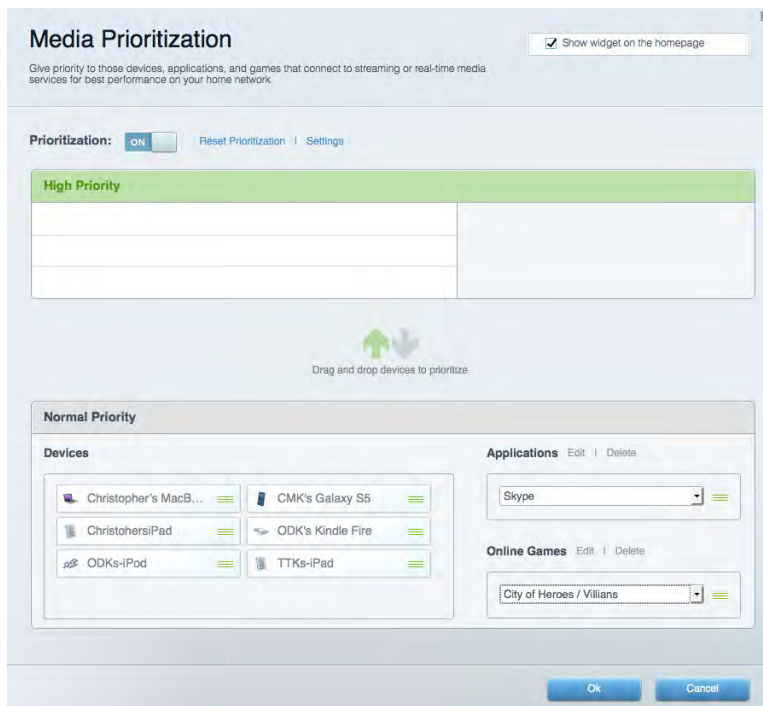 Media Prioritization
Show widget on the homepage
Give priority to those devices, applications, and games that connect to streaming or real-time media
services for best performance on your home network.
Prioritization: ON Reset Prioritization | Settings
High Priority
Drag and drop devices to prioritize
Normal Priority
Devices
Christopher's MacB...
CMK's Galaxy S5
ChristohersiPad
ODK's Kindle Fire
ODKs-iPod
TTKs-iPad
Applications Edit | Delete
Skype
Online Games Edit | Delete
City of Heroes / Villians
Ok
Cancel